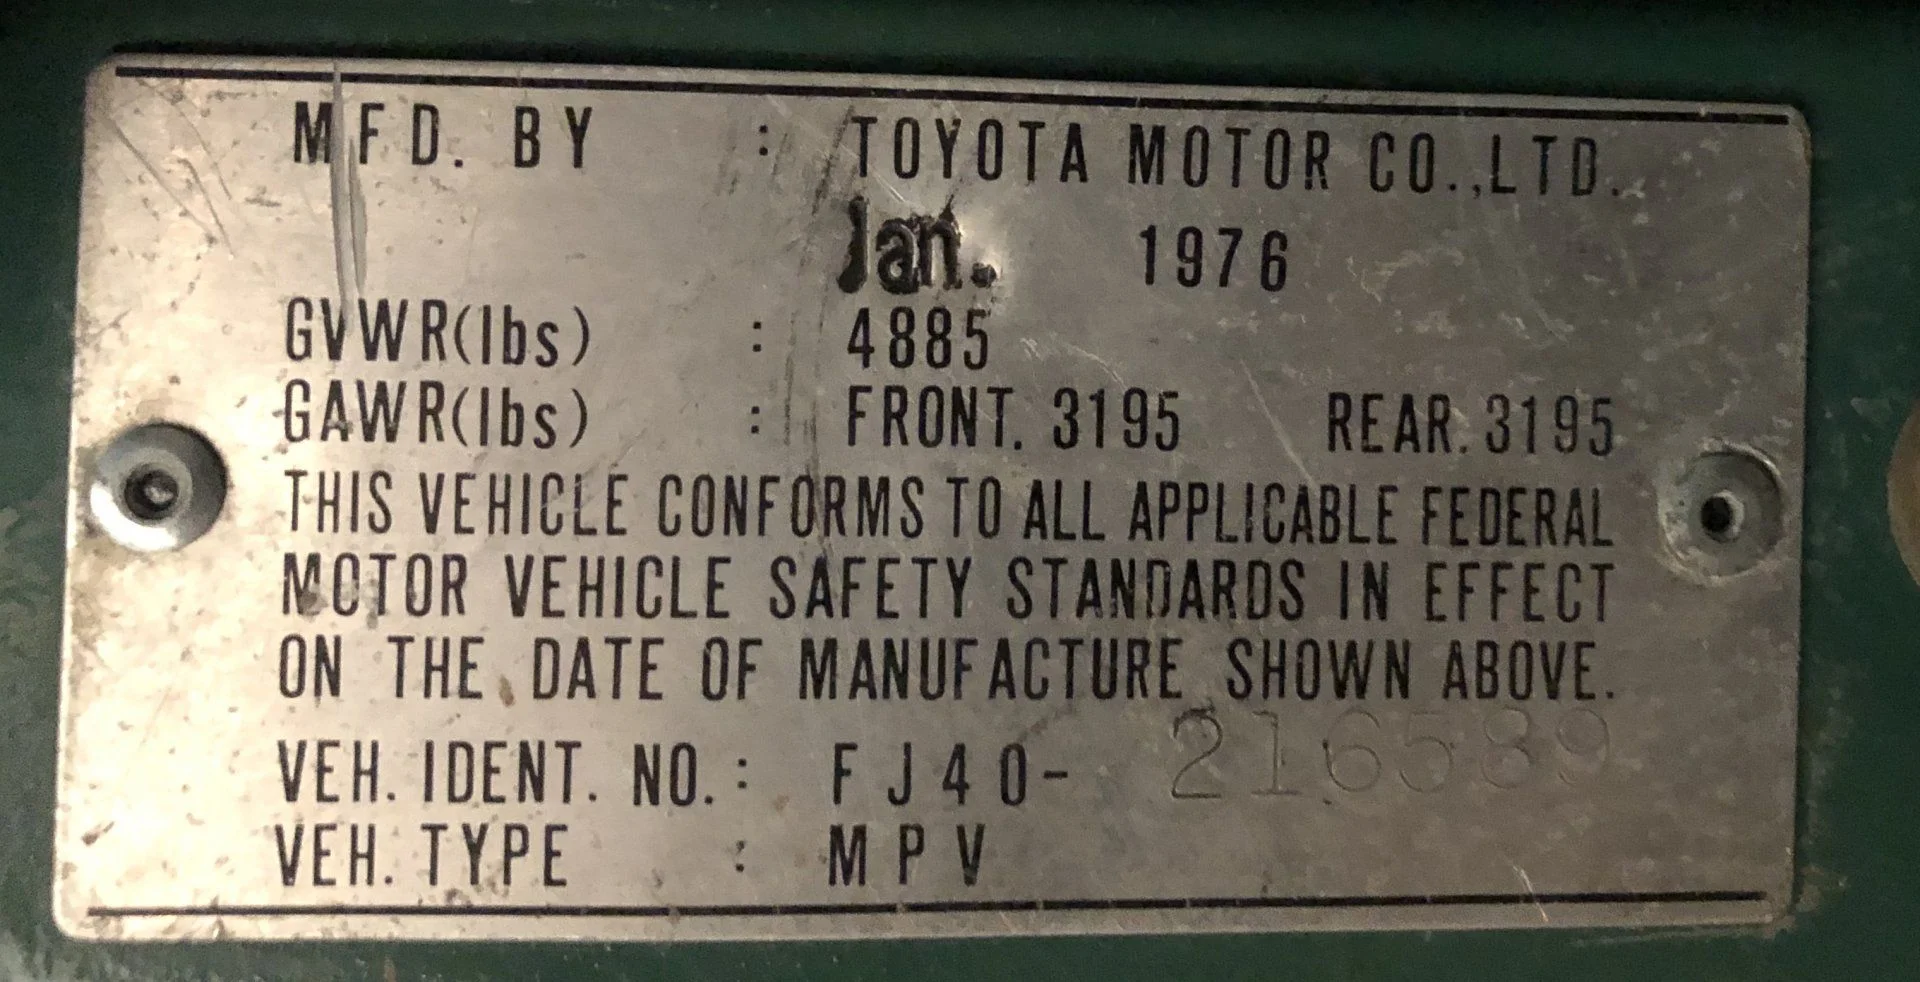 MFD. BY : TOYOTA MOTOR CO.,LTD.
Jan. 1976
GVWR(lbs) : 4885
GAWR(lbs) : FRONT. 3195 REAR. 3195
THIS VEHICLE CONFORMS TO ALL APPLICABLE FEDERAL
MOTOR VEHICLE SAFETY STANDARDS IN EFFECT
ON THE DATE OF MANUFACTURE SHOWN ABOVE.
VEH. IDENT. NO. : FJ40- 216589
VEH. TYPE : MPV